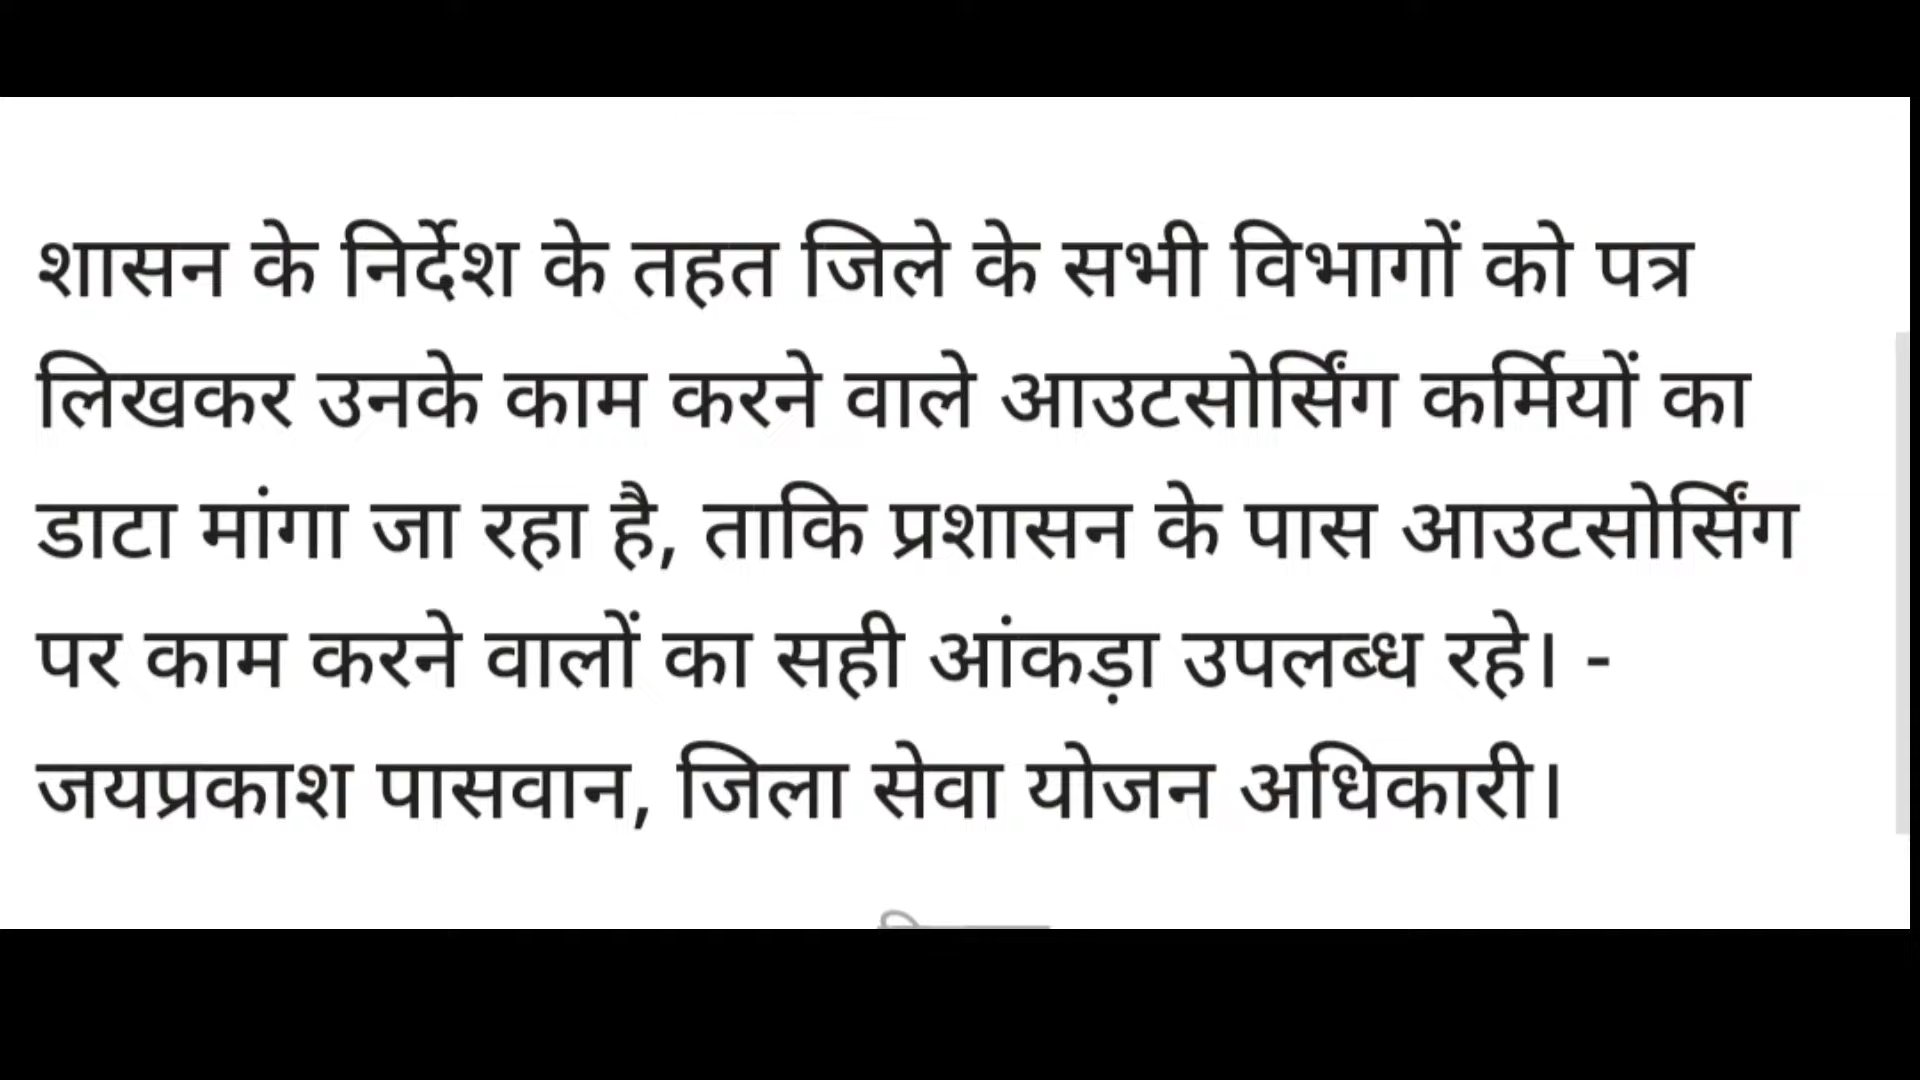 शासन के निर्देश के तहत जिले के सभी विभागों को पत्र
लिखकर उनके काम करने वाले आउटसोर्सिंग कर्मियों का
डाटा मांगा जा रहा है, ताकि प्रशासन के पास आउटसोर्सिंग
पर काम करने वालों का सही आंकड़ा उपलब्ध रहे। -
जयप्रकाश पासवान, जिला सेवा योजन अधिकारी।